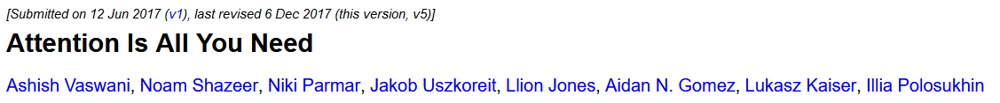 [Submitted on 12 Jun 2017 (v1), last revised 6 Dec 2017 (this version, v5)]
Attention Is All You Need
Ashish Vaswani, Noam Shazeer, Niki Parmar, Jakob Uszkoreit, Llion Jones, Aidan N. Gomez, Lukasz Kaiser, Illia Polosukhin